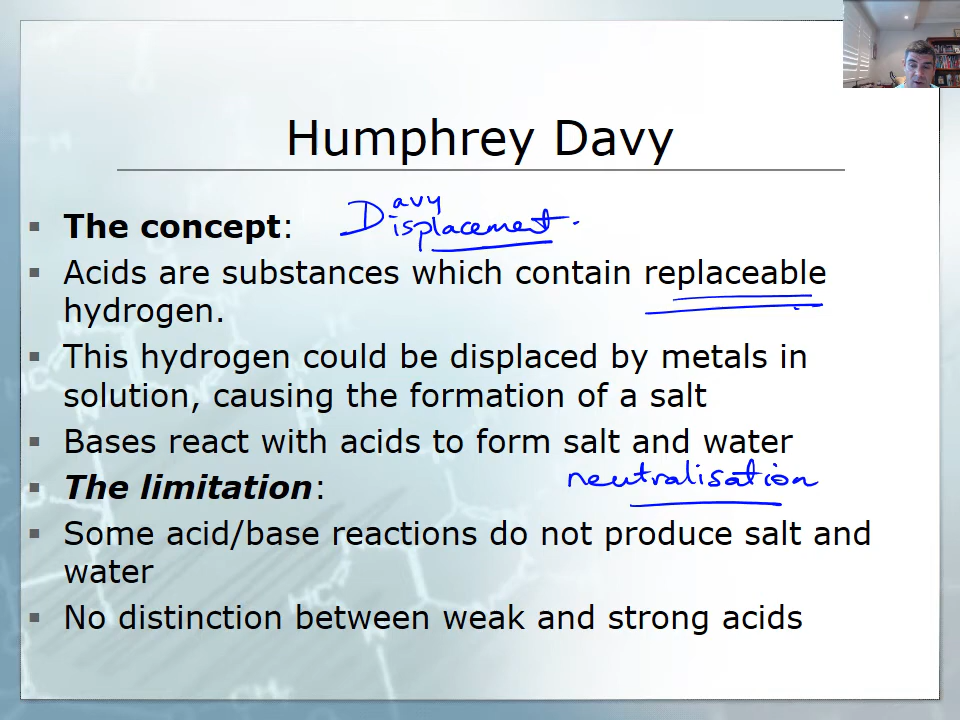 Humphrey Davy
avy
▪ The concept: Displacement.
▪ Acids are substances which contain replaceable
hydrogen.
▪ This hydrogen could be displaced by metals in
solution, causing the formation of a salt
▪ Bases react with acids to form salt and water
neutralisation
▪ The limitation:
▪ Some acid/base reactions do not produce salt and
water
▪ No distinction between weak and strong acids